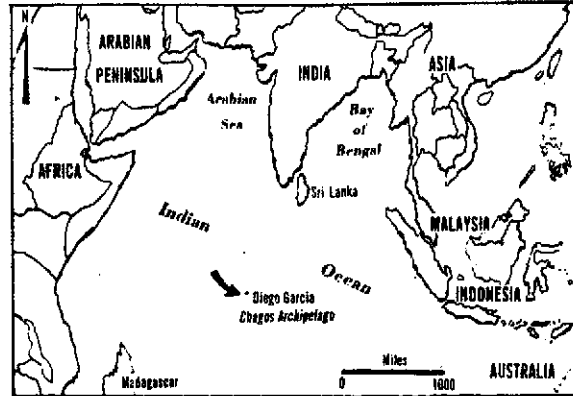 N
ARABIAN
PENINSULA
INDIA
ASIA
Arabian
Sea
Bay
of
Bengal
AFRICA
Sri Lanka
MALAYSIA
Indian
Ocean
Diego Garcia
Chagos Archipelago
INDONESIA
Miles
0 1000
Madagascar
AUSTRALIA